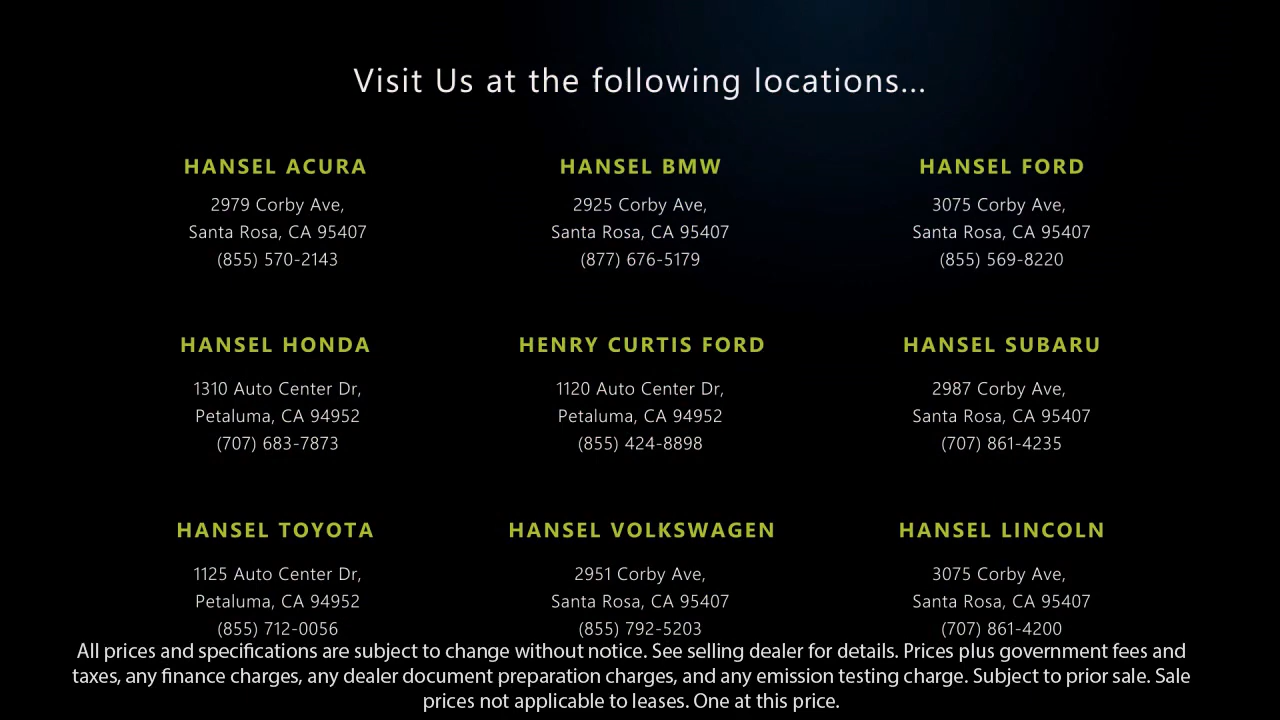 Visit Us at the following locations...
HANSEL ACURA
2979 Corby Ave,
Santa Rosa, CA 95407
(855) 570-2143
HANSEL BMW
2925 Corby Ave,
Santa Rosa, CA 95407
(877) 676-5179
HANSEL FORD
3075 Corby Ave,
Santa Rosa, CA 95407
(855) 569-8220
HANSEL HONDA
1310 Auto Center Dr,
Petaluma, CA 94952
(707) 683-7873
HENRY CURTIS FORD
1120 Auto Center Dr,
Petaluma, CA 94952
(855) 424-8898
HANSEL SUBARU
2987 Corby Ave,
Santa Rosa, CA 95407
(707) 861-4235
HANSEL TOYOTA
1125 Auto Center Dr,
Petaluma, CA 94952
(855) 712-0056
HANSEL VOLKSWAGEN
2951 Corby Ave,
Santa Rosa, CA 95407
(855) 792-5203
HANSEL LINCOLN
3075 Corby Ave,
Santa Rosa, CA 95407
(707) 861-4200
All prices and specifications are subject to change without notice. See selling dealer for details. Prices plus government fees and
taxes, any finance charges, any dealer document preparation charges, and any emission testing charge. Subject to prior sale. Sale
prices not applicable to leases. One at this price.